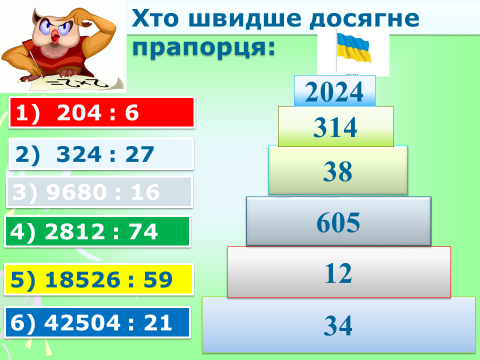 Хто швидше досягне
прапорця:
1) 204 : 6
2) 324 : 27
3) 9680 : 16
4) 2812 : 74
5) 18526 : 59
6) 42504 : 21
2024
314
38
605
12
34